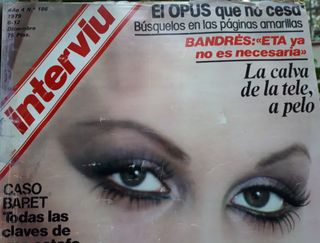 Año 4 N.º 186
1979
6-12
Diciembre
75 Ptas.
interviu
El OPUS que no cesa
Búsquelos en las páginas amarillas
BANDRÉS:«ETA ya
no es necesaria»
La calva
de la tele,
a pelo
CASO
BARET
Todas las
claves de